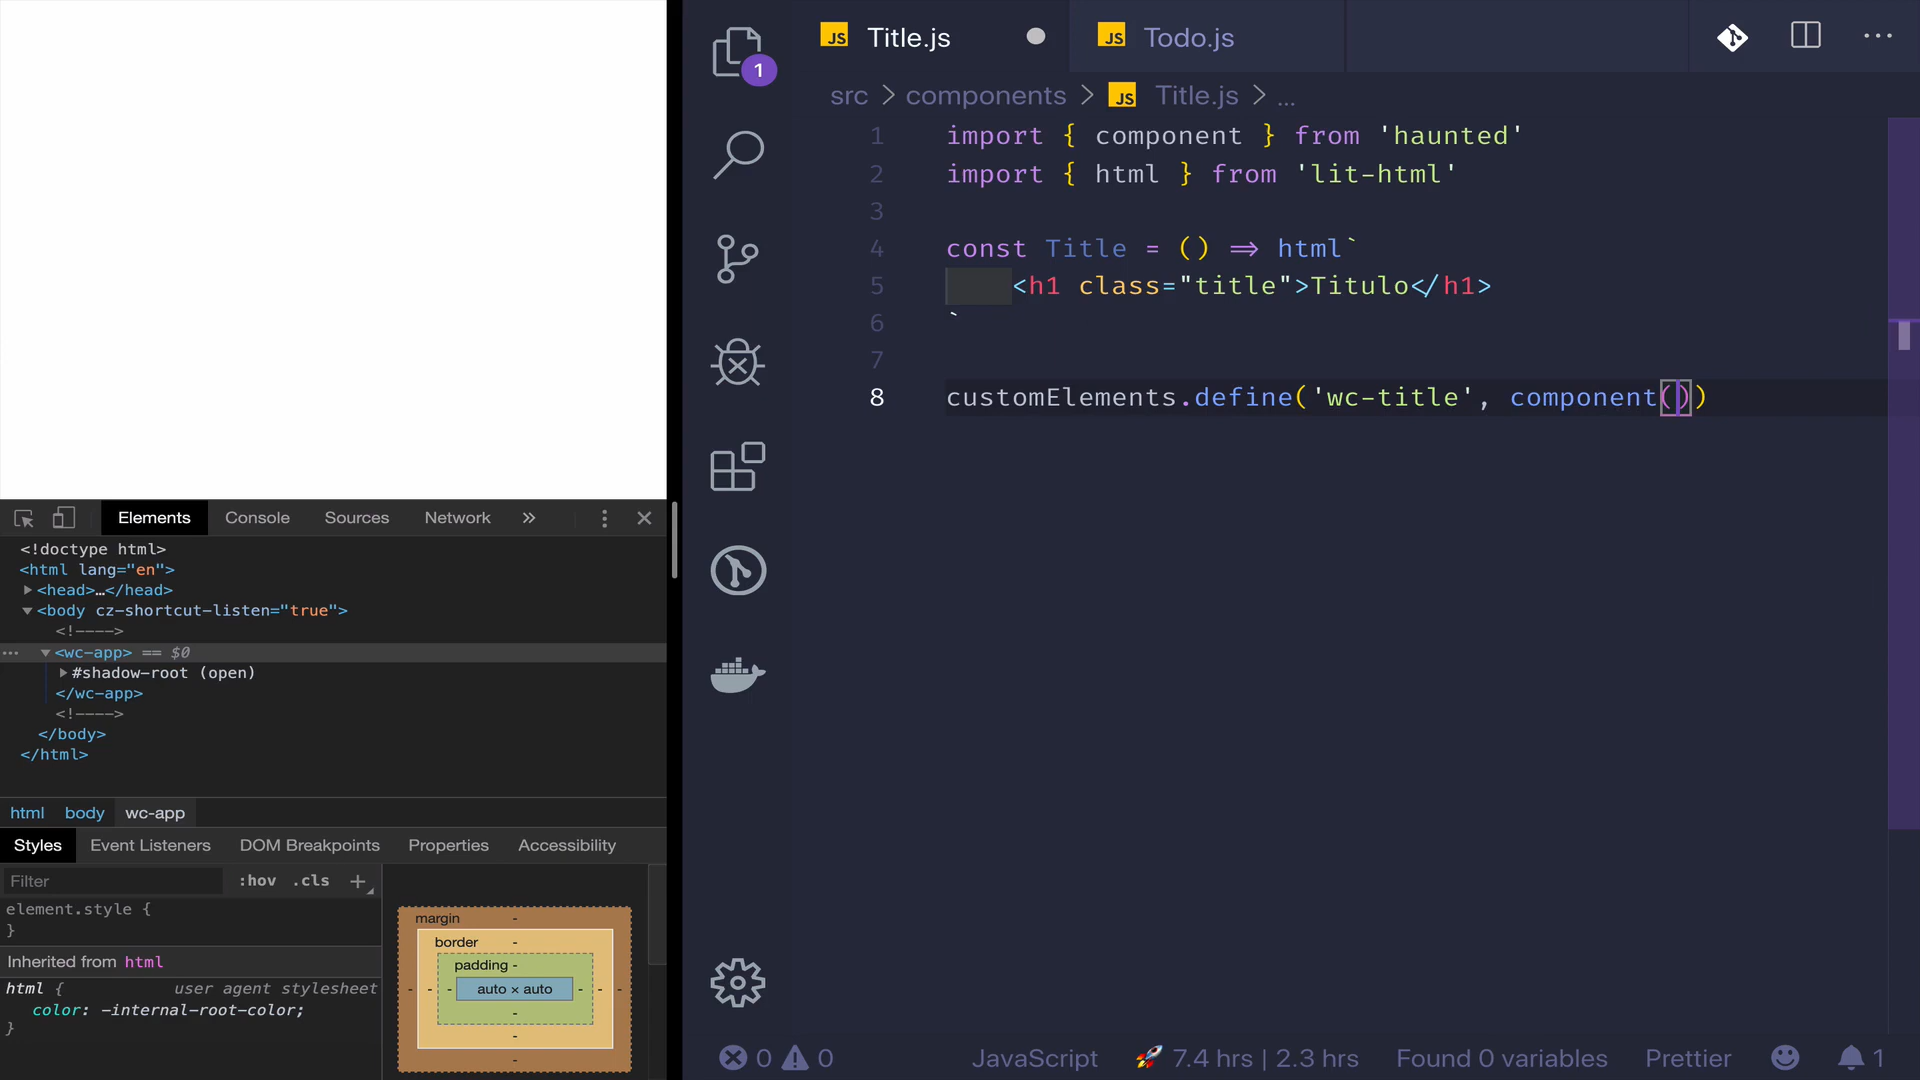 Elements Console Sources Network »
<!doctype html>
<html lang="en">
<head>…</head>
<body cz-shortcut-listen="true">
<!---->
… <wc-app> == $0
#shadow-root (open)
</wc-app>
<!---->
</body>
</html>
html body wc-app
Styles Event Listeners DOM Breakpoints Properties Accessibility
Filter :hov .cls +
element.style {
}
Inherited from html
html { user agent stylesheet
color: -internal-root-color;
}
margin -
border -
padding -
- - - auto × auto - - -
-
-
-
1
JS Title.js JS Todo.js ...
src > components > JS Title.js > ...
1 import { component } from 'haunted'
2 import { html } from 'lit-html'
3
4 const Title = () => html`
5 <h1 class="title">Titulo</h1>
6 `
7
8 customElements.define('wc-title', component())
0 0 JavaScript 🚀 7.4 hrs | 2.3 hrs Found 0 variables Prettier 1